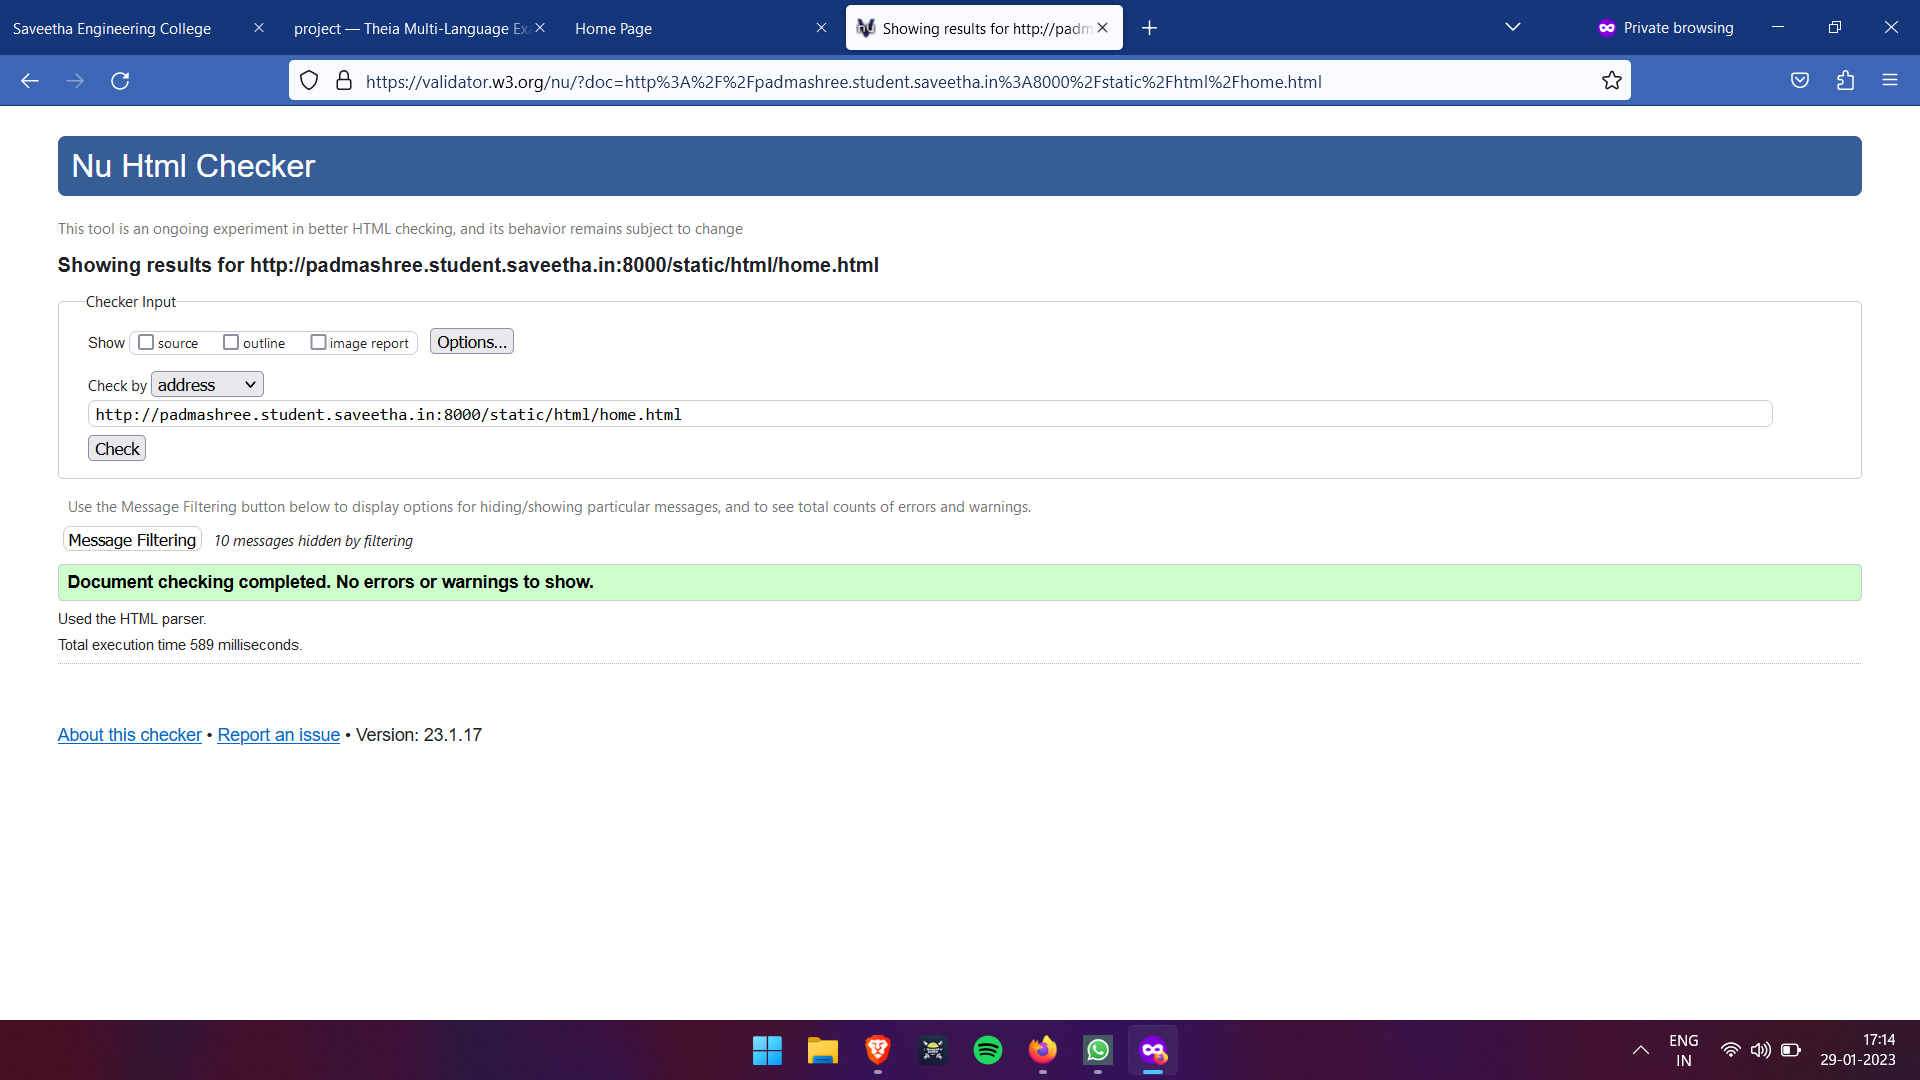 Saveetha Engineering College
project — Theia Multi-Language Ex
Home Page
Showing results for http://padm
Private browsing
https://validator.w3.org/nu/?doc=http%3A%2F%2Fpadmashree.student.saveetha.in%3A8000%2Fstatic%2Fhtml%2Fhome.html
Nu Html Checker
This tool is an ongoing experiment in better HTML checking, and its behavior remains subject to change
Showing results for http://padmashree.student.saveetha.in:8000/static/html/home.html
Checker Input
Show source outline image report Options...
Check by address
http://padmashree.student.saveetha.in:8000/static/html/home.html
Check
Use the Message Filtering button below to display options for hiding/showing particular messages, and to see total counts of errors and warnings.
Message Filtering 10 messages hidden by filtering
Document checking completed. No errors or warnings to show.
Used the HTML parser.
Total execution time 589 milliseconds.
About this checker • Report an issue • Version: 23.1.17
ENG
IN
17:14
29-01-2023